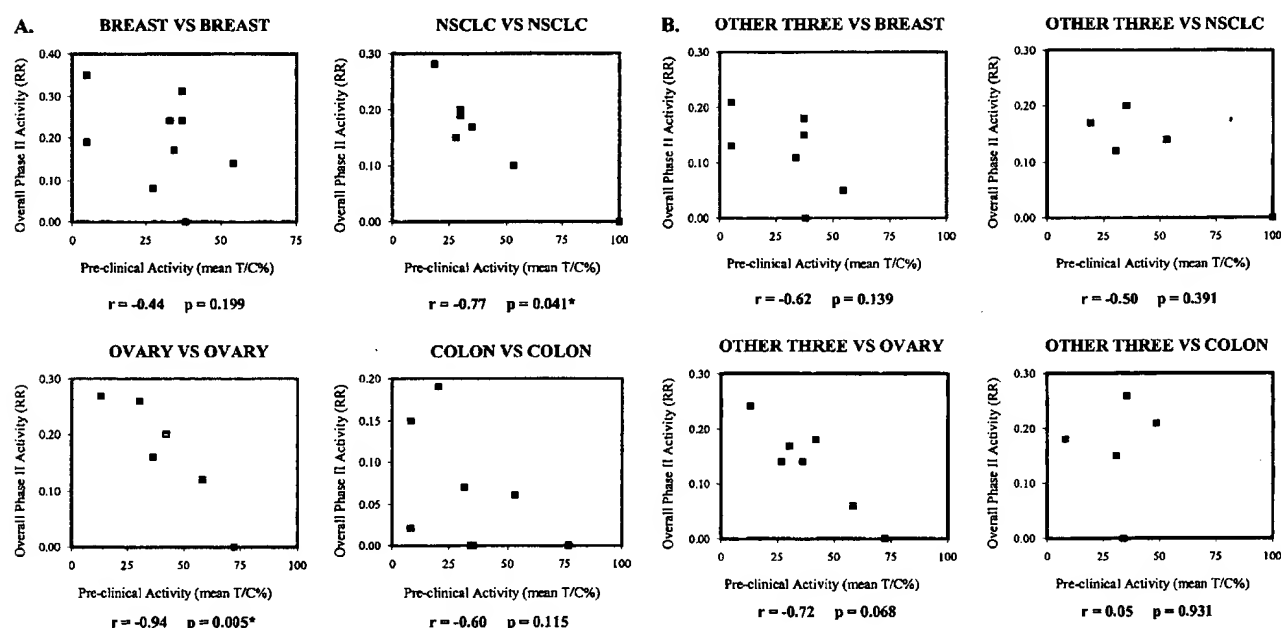 A.
BREAST VS BREAST
Overall Phase II Activity (RR)
0.40
0.30
0.20
0.10
0.00
0
25
50
75
Pre-clinical Activity (mean T/C%)
r = -0.44 p = 0.199
NSCLC VS NSCLC
Overall Phase II Activity (RR)
0.30
0.20
0.10
0.00
0
25
50
75
100
Pre-clinical Activity (mean T/C%)
r = -0.77 p = 0.041*
OVARY VS OVARY
Overall Phase II Activity (RR)
0.30
0.20
0.10
0.00
0
25
50
75
100
Pre-clinical Activity (mean T/C%)
r = -0.94 p = 0.005*
COLON VS COLON
Overall Phase II Activity (RR)
0.20
0.15
0.10
0.05
0.00
0
25
50
75
100
Pre-clinical Activity (mean T/C%)
r = -0.60 p = 0.115
B.
OTHER THREE VS BREAST
Overall Phase II Activity (RR)
0.30
0.20
0.10
0.00
0
25
50
75
100
Pre-clinical Activity (mean T/C%)
r = -0.62 p = 0.139
OTHER THREE VS NSCLC
Overall Phase II Activity (RR)
0.30
0.20
0.10
0.00
0
25
50
75
100
Pre-clinical Activity (mean T/C%)
r = -0.50 p = 0.391
OTHER THREE VS OVARY
Overall Phase II Activity (RR)
0.30
0.20
0.10
0.00
0
25
50
75
100
Pre-clinical Activity (mean T/C%)
r = -0.72 p = 0.068
OTHER THREE VS COLON
Overall Phase II Activity (RR)
0.30
0.20
0.10
0.00
0
25
50
75
100
Pre-clinical Activity (mean T/C%)
r = 0.05 p = 0.931